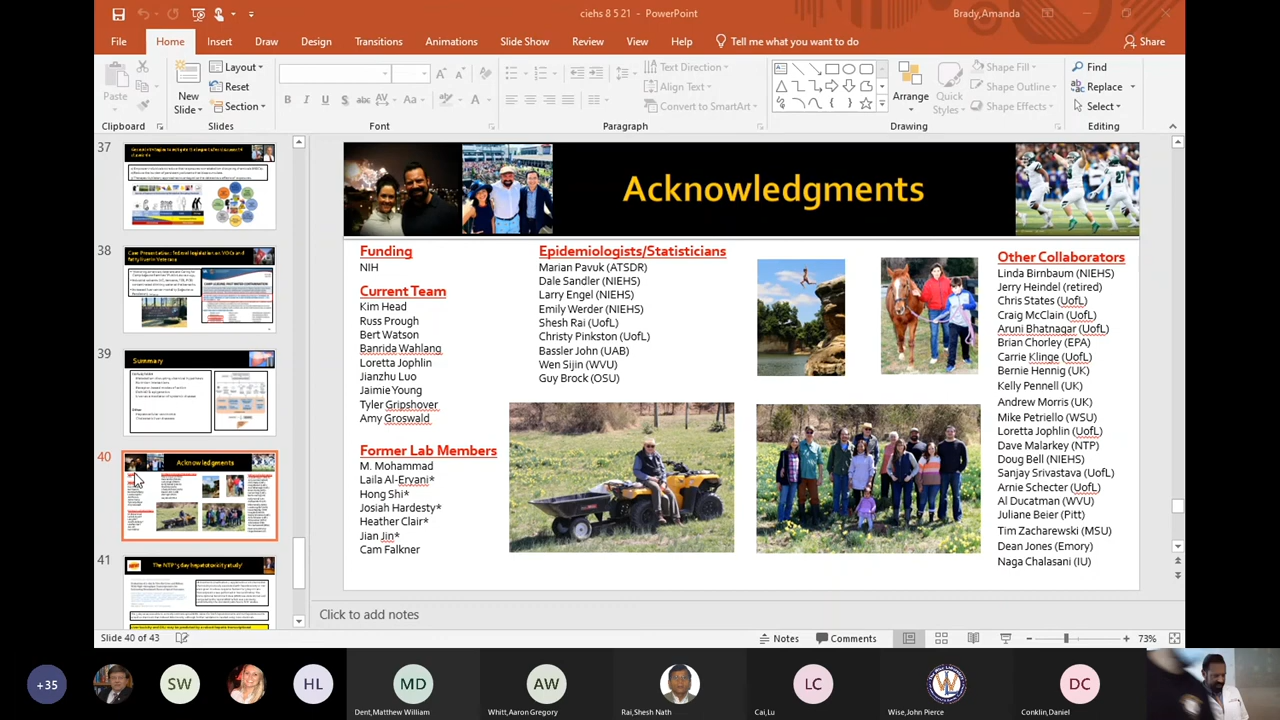 ciehs 8 5 21 - PowerPoint
Brady,Amanda
File Home Insert Draw Design Transitions Animations Slide Show Review View Help Tell me what you want to do Share
Paste
Clipboard
New Slide
Layout
Reset
Section
Slides
B I U S abc AV Aa A
Font
Text Direction
Align Text
Convert to SmartArt
Paragraph
Arrange
Quick Styles
Shape Fill
Shape Outline
Shape Effects
Drawing
Find
Replace
Select
Editing
37
38
39
Summary
40
Acknowledgments
41
Acknowledgments
Funding
NIH
Current Team
Kim Head
Russ Prough
Bert Watson
Banrida Wahlang
Loretta Jophlin
Jianzhu Luo
Jaimie Young
Tyler Gripshover
Amy Groswald
Former Lab Members
M. Mohammad
Laila Al-Eryani*
Hong Shi*
Josiah Hardesty*
Heather Clair*
Jian Jin*
Cam Falkner
Epidemiologists/Statisticians
Marian Pavuk (ATSDR)
Dale Sandler (NIEHS)
Larry Engel (NIEHS)
Emily Werder (NIEHS)
Shesh Rai (UofL)
Christy Pinkston (UofL)
Bassler John (UAB)
Wen Sijin (WVU)
Guy Brock (OSU)
Other Collaborators
Linda Birnbaum (NIEHS)
Jerry Heindel (retired)
Chris States (UofL)
Craig McClain (UofL)
Aruni Bhatnagar (UofL)
Brian Chorley (EPA)
Carrie Klinge (UofL)
Bernie Hennig (UK)
Kelly Pennell (UK)
Andrew Morris (UK)
Mike Petriello (WSU)
Loretta Jophlin (UofL)
Dave Malarkey (NTP)
Doug Bell (NIEHS)
Sanjay Srivastava (UofL)
Arnie Schecter (UofL)
Al Ducatman (WVU)
Juliane Beier (Pitt)
Tim Zacharewski (MSU)
Dean Jones (Emory)
Naga Chalasani (IU)
Click to add notes
Slide 40 of 43
Notes
Comments
73%
+35
SW
HL
MD
Dent,Matthew William
AW
Whitt,Aaron Gregory
Rai,Shesh Nath
LC
Cai,Lu
Wise,John Pierce
DC
Conklin,Daniel